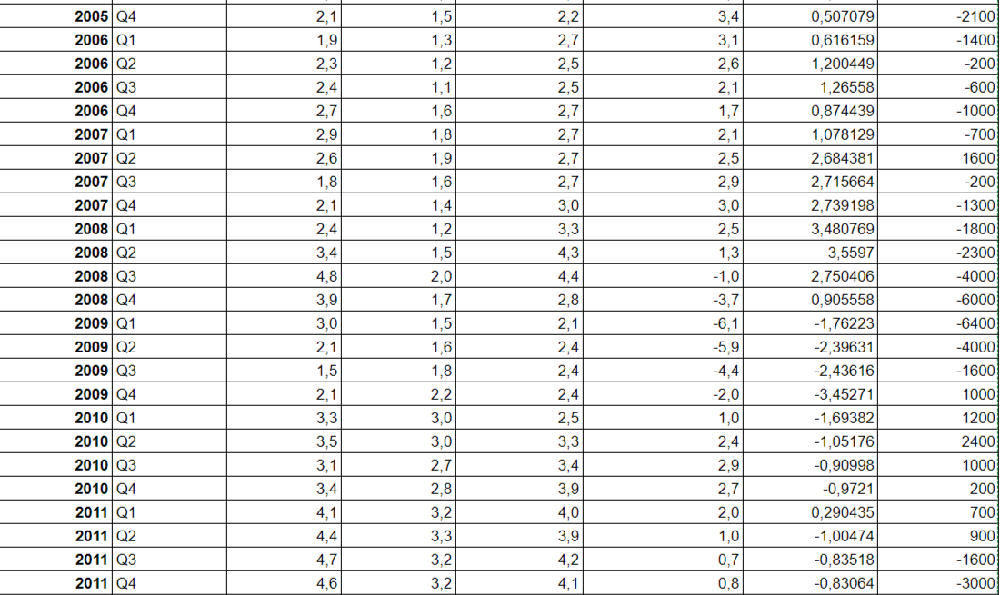 2005 Q4 2,1 1,5 2,2 3,4 0,507079 -2100
2006 Q1 1,9 1,3 2,7 3,1 0,616159 -1400
2006 Q2 2,3 1,2 2,5 2,6 1,200449 -200
2006 Q3 2,4 1,1 2,5 2,1 1,26558 -600
2006 Q4 2,7 1,6 2,7 1,7 0,874439 -1000
2007 Q1 2,9 1,8 2,7 2,1 1,078129 -700
2007 Q2 2,6 1,9 2,7 2,5 2,684381 1600
2007 Q3 1,8 1,6 2,7 2,9 2,715664 -200
2007 Q4 2,1 1,4 3,0 3,0 2,739198 -1300
2008 Q1 2,4 1,2 3,3 2,5 3,480769 -1800
2008 Q2 3,4 1,5 4,3 1,3 3,5597 -2300
2008 Q3 4,8 2,0 4,4 -1,0 2,750406 -4000
2008 Q4 3,9 1,7 2,8 -3,7 0,905558 -6000
2009 Q1 3,0 1,5 2,1 -6,1 -1,76223 -6400
2009 Q2 2,1 1,6 2,4 -5,9 -2,39631 -4000
2009 Q3 1,5 1,8 2,4 -4,4 -2,43616 -1600
2009 Q4 2,1 2,2 2,4 -2,0 -3,45271 1000
2010 Q1 3,3 3,0 2,5 1,0 -1,69382 1200
2010 Q2 3,5 3,0 3,3 2,4 -1,05176 2400
2010 Q3 3,1 2,7 3,4 2,9 -0,90998 1000
2010 Q4 3,4 2,8 3,9 2,7 -0,9721 200
2011 Q1 4,1 3,2 4,0 2,0 0,290435 700
2011 Q2 4,4 3,3 3,9 1,0 -1,00474 900
2011 Q3 4,7 3,2 4,2 0,7 -0,83518 -1600
2011 Q4 4,6 3,2 4,1 0,8 -0,83064 -3000